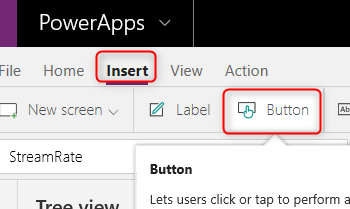 PowerApps
File Home Insert View Action
New screen Label Button
StreamRate
Button
Tree view
Lets users click or tap to perform a